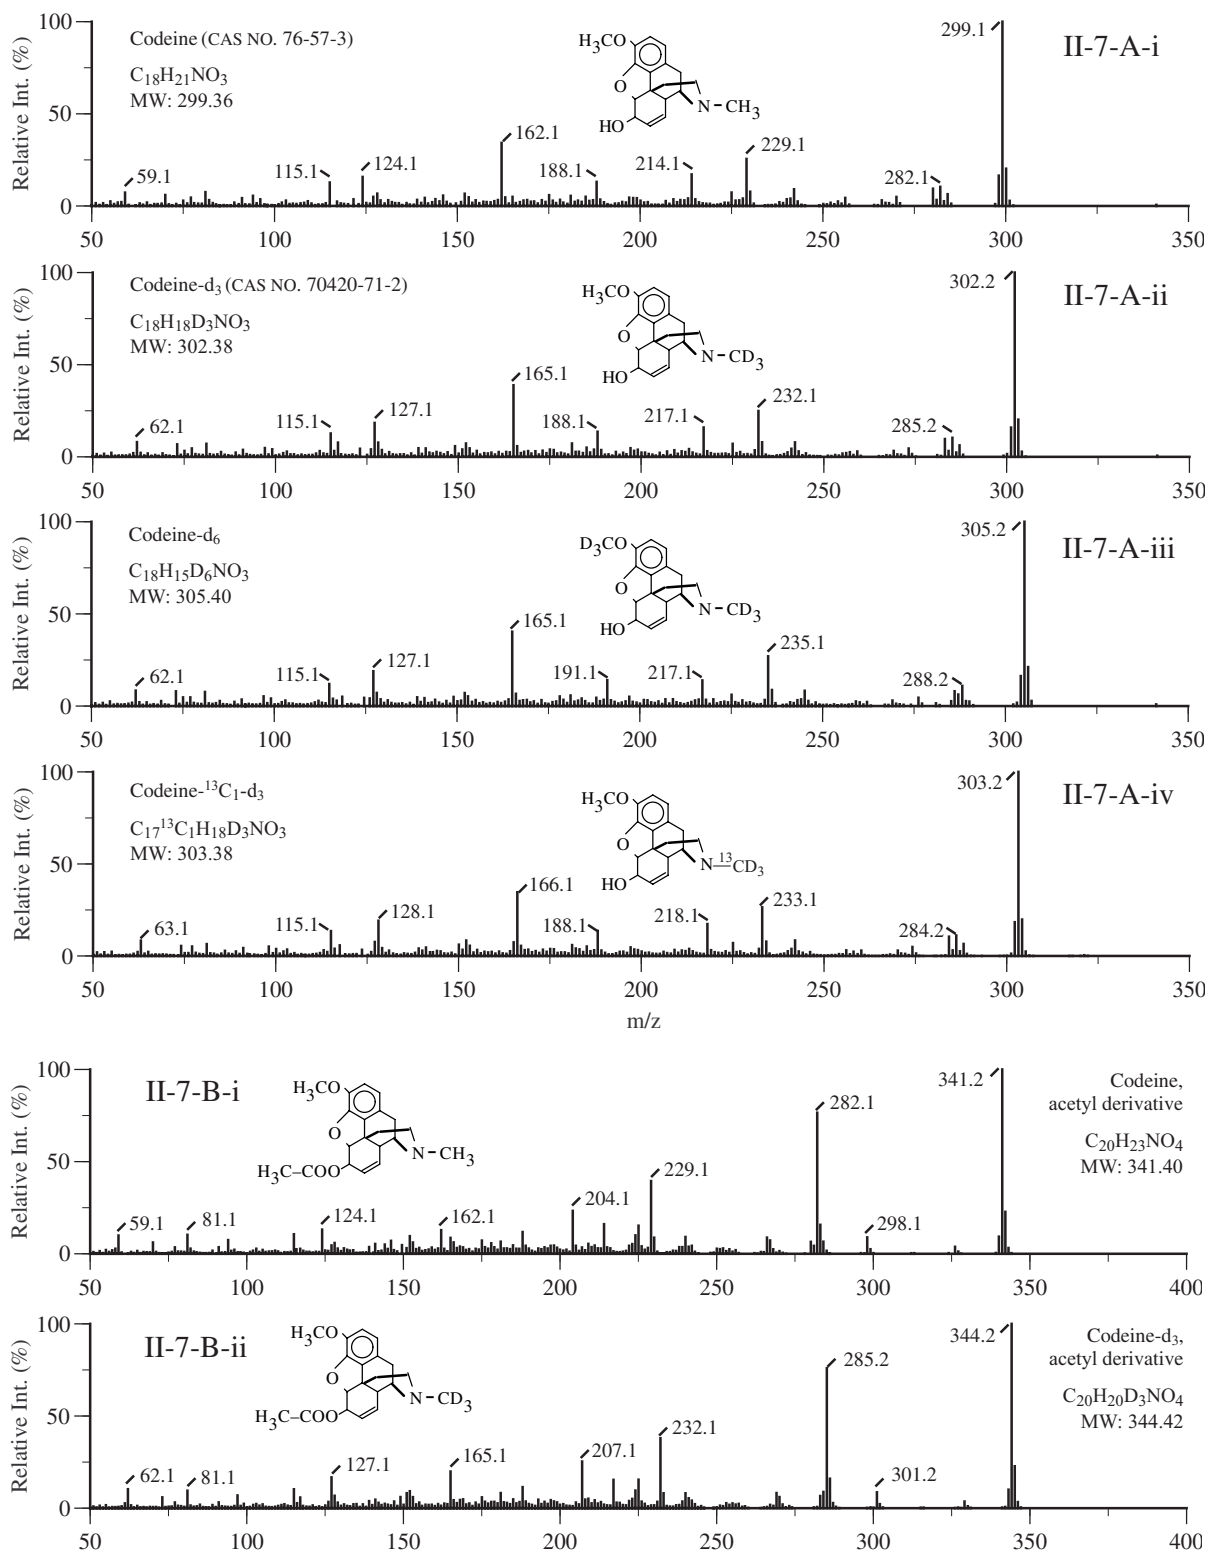 II-7-A-i
Codeine (CAS NO. 76-57-3)
C₁₈H₂₁NO₃
MW: 299.36
H₃CO
O
HO
N–CH₃
Relative Int. (%)
100
50
0
59.1
115.1
124.1
162.1
188.1
214.1
229.1
282.1
299.1
50 100 150 200 250 300 350
II-7-A-ii
Codeine-d₃ (CAS NO. 70420-71-2)
C₁₈H₁₈D₃NO₃
MW: 302.38
H₃CO
O
HO
N–CD₃
Relative Int. (%)
100
50
0
62.1
115.1
127.1
165.1
188.1
217.1
232.1
285.2
302.2
50 100 150 200 250 300 350
II-7-A-iii
Codeine-d₆
C₁₈H₁₅D₆NO₃
MW: 305.40
D₃CO
O
HO
N–CD₃
Relative Int. (%)
100
50
0
62.1
115.1
127.1
165.1
191.1
217.1
235.1
288.2
305.2
50 100 150 200 250 300 350
II-7-A-iv
Codeine-¹³C₁-d₃
C₁₇¹³C₁H₁₈D₃NO₃
MW: 303.38
H₃CO
O
HO
N–¹³CD₃
Relative Int. (%)
100
50
0
63.1
115.1
128.1
166.1
188.1
218.1
233.1
284.2
303.2
50 100 150 200 250 300 350
m/z
II-7-B-i
Codeine,
acetyl derivative
C₂₀H₂₃NO₄
MW: 341.40
H₃CO
O
H₃C–COO
N–CH₃
Relative Int. (%)
100
50
0
59.1
81.1
124.1
162.1
204.1
229.1
282.1
298.1
341.2
50 100 150 200 250 300 350 400
II-7-B-ii
Codeine-d₃,
acetyl derivative
C₂₀H₂₀D₃NO₄
MW: 344.42
H₃CO
O
H₃C–COO
N–CD₃
Relative Int. (%)
100
50
0
62.1
81.1
127.1
165.1
207.1
232.1
285.2
301.2
344.2
50 100 150 200 250 300 350 400